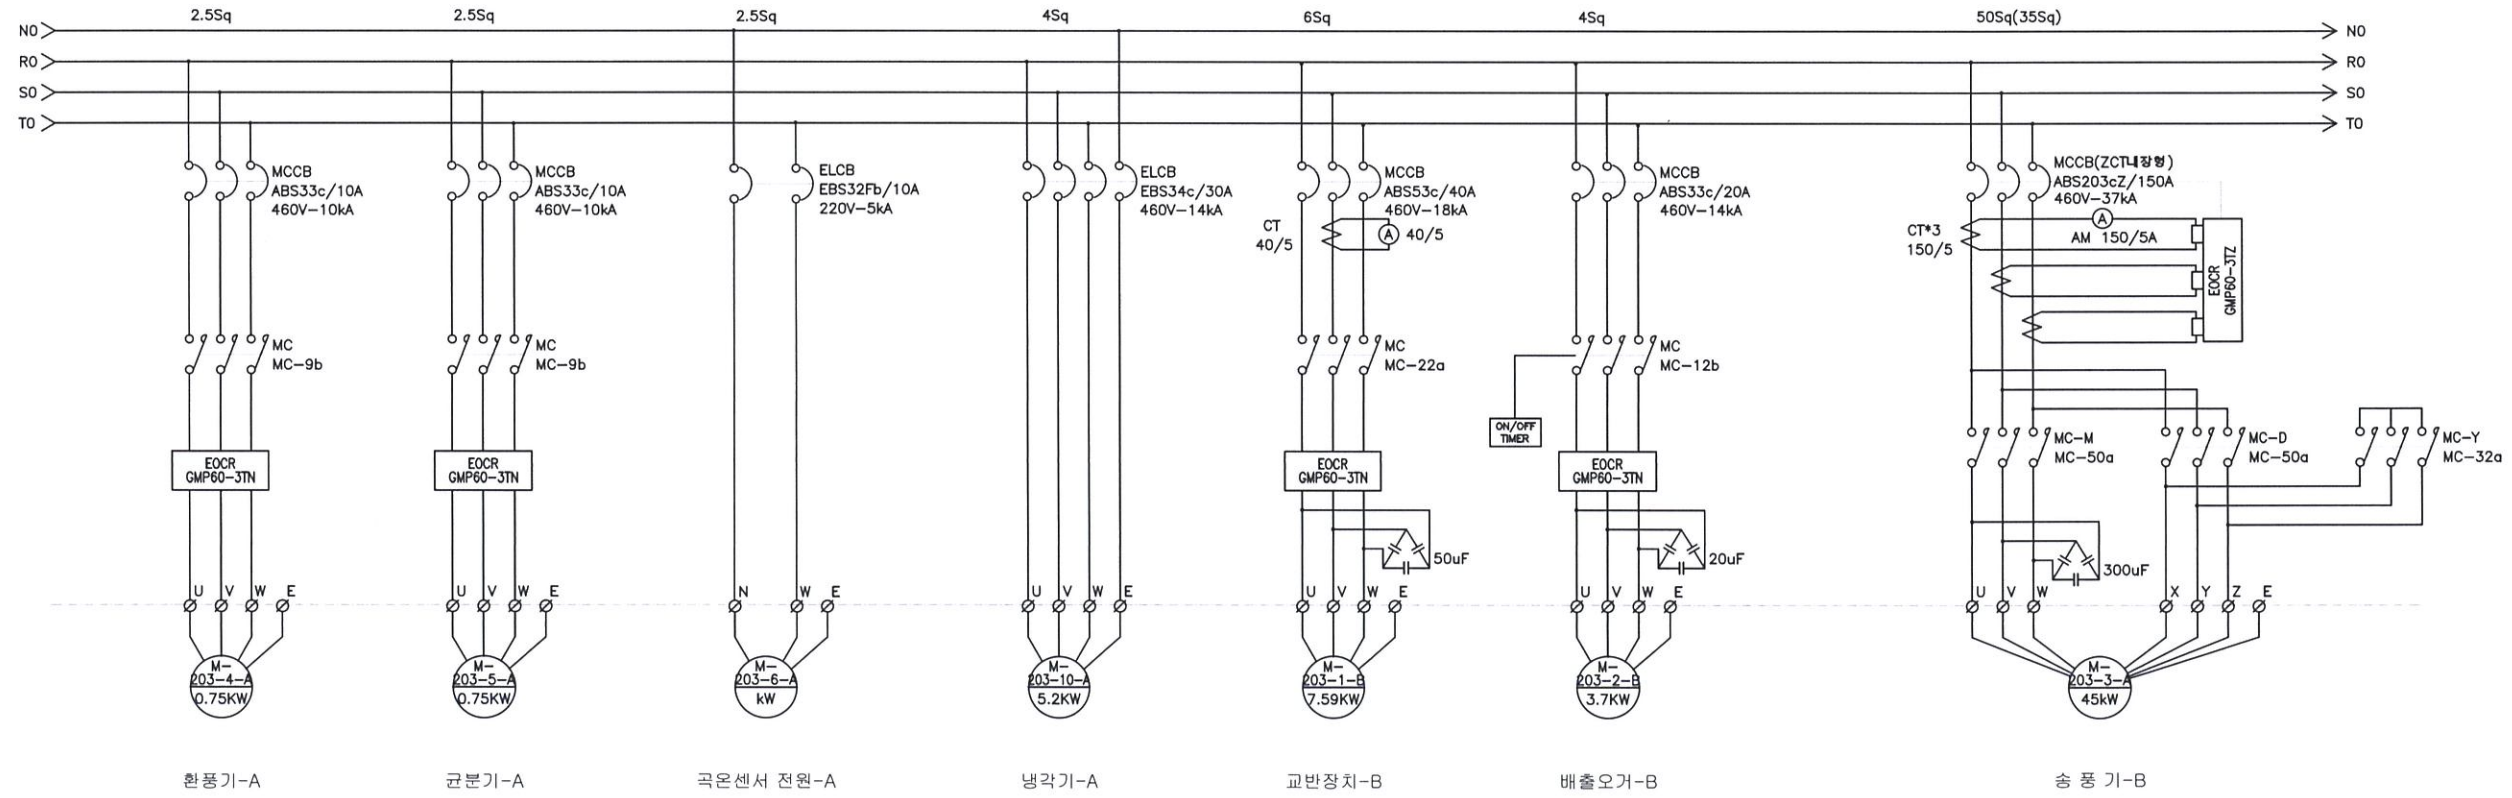 2.5Sq 2.5Sq 2.5Sq 4Sq 6Sq 4Sq 50Sq(35Sq)
N0 N0
R0 R0
S0 S0
T0 T0
MCCB
ABS33c/10A
460V-10kA
MCCB
ABS33c/10A
460V-10kA
ELCB
EBS32Fb/10A
220V-5kA
ELCB
EBS34c/30A
460V-14kA
MCCB
ABS53c/40A
460V-18kA
MCCB
ABS33c/20A
460V-14kA
MCCB(ZCT내장형)
ABS203cZ/150A
460V-37kA
CT
40/5
A 40/5
CT*3
150/5
A
AM 150/5A
EOCR
GMP60-3TZ
MC
MC-9b
MC
MC-9b
MC
MC-22a
MC
MC-12b
ON/OFF
TIMER
MC-M
MC-50a
MC-D
MC-50a
MC-Y
MC-32a
EOCR
GMP60-3TN
EOCR
GMP60-3TN
EOCR
GMP60-3TN
EOCR
GMP60-3TN
50uF
20uF
300uF
U V W E
U V W E
N W E
U V W E
U V W E
U V W E
U V W X Y Z E
M-
203-4-A
0.75KW
M-
203-5-A
0.75KW
M-
203-6-A
kW
M-
203-10-A
5.2KW
M-
203-1-B
7.59KW
M-
203-2-B
3.7KW
M-
203-3-A
45kW
환풍기-A 균분기-A 곡온센서 전원-A 냉각기-A 교반장치-B 배출오거-B 송 풍 기-B